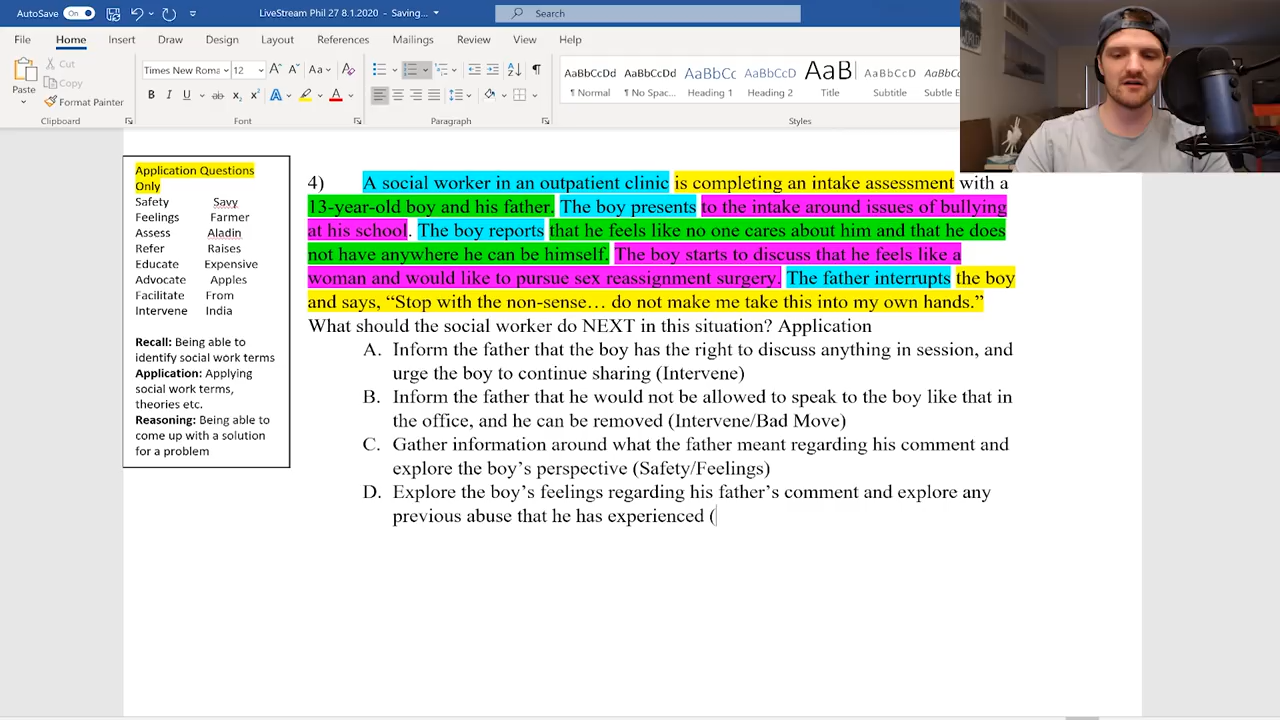 AutoSave On LiveStream Phil 27 8.1.2020 - Saving... Search
File Home Insert Draw Design Layout References Mailings Review View Help
Cut
Copy
Format Painter
Paste
Times New Roma 12
AaBbCcDd AaBbCcDd AaBbCc AaBbCcD AaB AaBbCcD AaBbCcD
¶ Normal ¶ No Spac... Heading 1 Heading 2 Title Subtitle Subtle E
Clipboard Font Paragraph Styles
Application Questions
Only
Safety Savy
Feelings Farmer
Assess Aladin
Refer Raises
Educate Expensive
Advocate Apples
Facilitate From
Intervene India
Recall: Being able to
identify social work terms
Application: Applying
social work terms,
theories etc.
Reasoning: Being able to
come up with a solution
for a problem
4) A social worker in an outpatient clinic is completing an intake assessment with a
13-year-old boy and his father. The boy presents to the intake around issues of bullying
at his school. The boy reports that he feels like no one cares about him and that he does
not have anywhere he can be himself. The boy starts to discuss that he feels like a
woman and would like to pursue sex reassignment surgery. The father interrupts the boy
and says, “Stop with the non-sense… do not make me take this into my own hands.”
What should the social worker do NEXT in this situation? Application
A. Inform the father that the boy has the right to discuss anything in session, and
urge the boy to continue sharing (Intervene)
B. Inform the father that he would not be allowed to speak to the boy like that in
the office, and he can be removed (Intervene/Bad Move)
C. Gather information around what the father meant regarding his comment and
explore the boy’s perspective (Safety/Feelings)
D. Explore the boy’s feelings regarding his father’s comment and explore any
previous abuse that he has experienced (